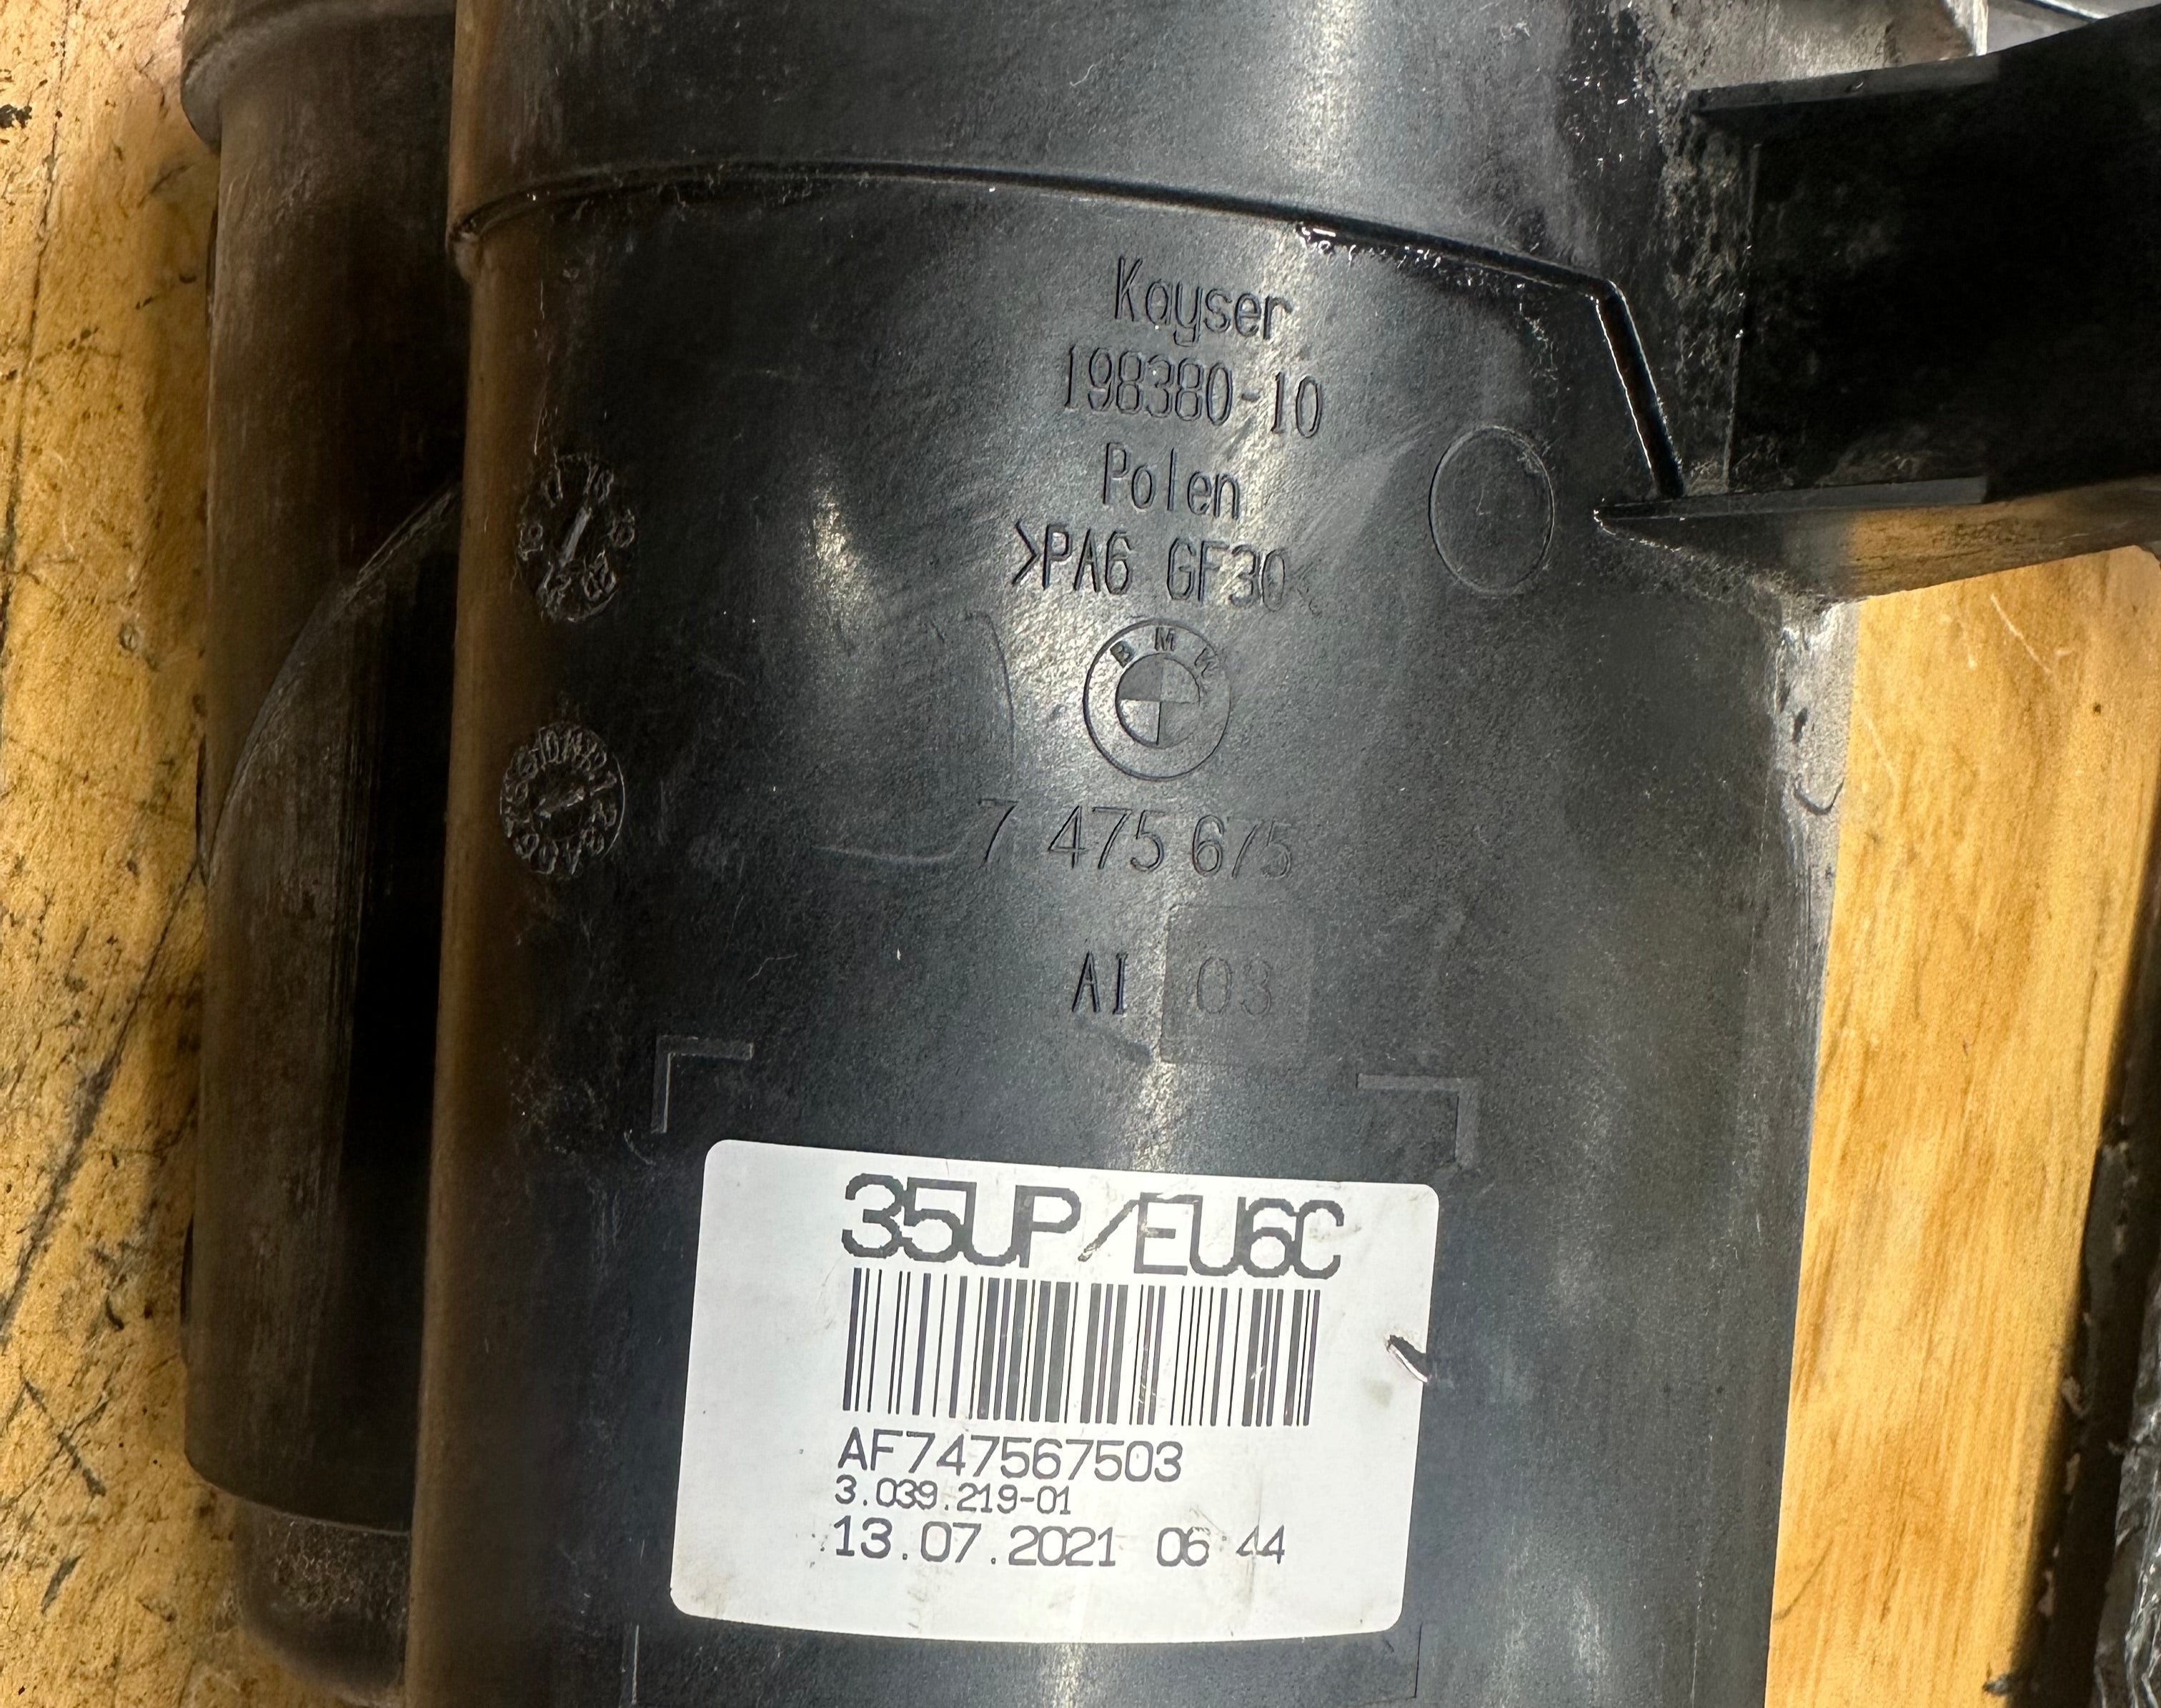 Kayser
198380-10
Polen
>PA6 GF30<
BMW
7 475 675
AI 03
35UP/EU6C
AF747567503
3.039.219-01
13.07.2021 06:44